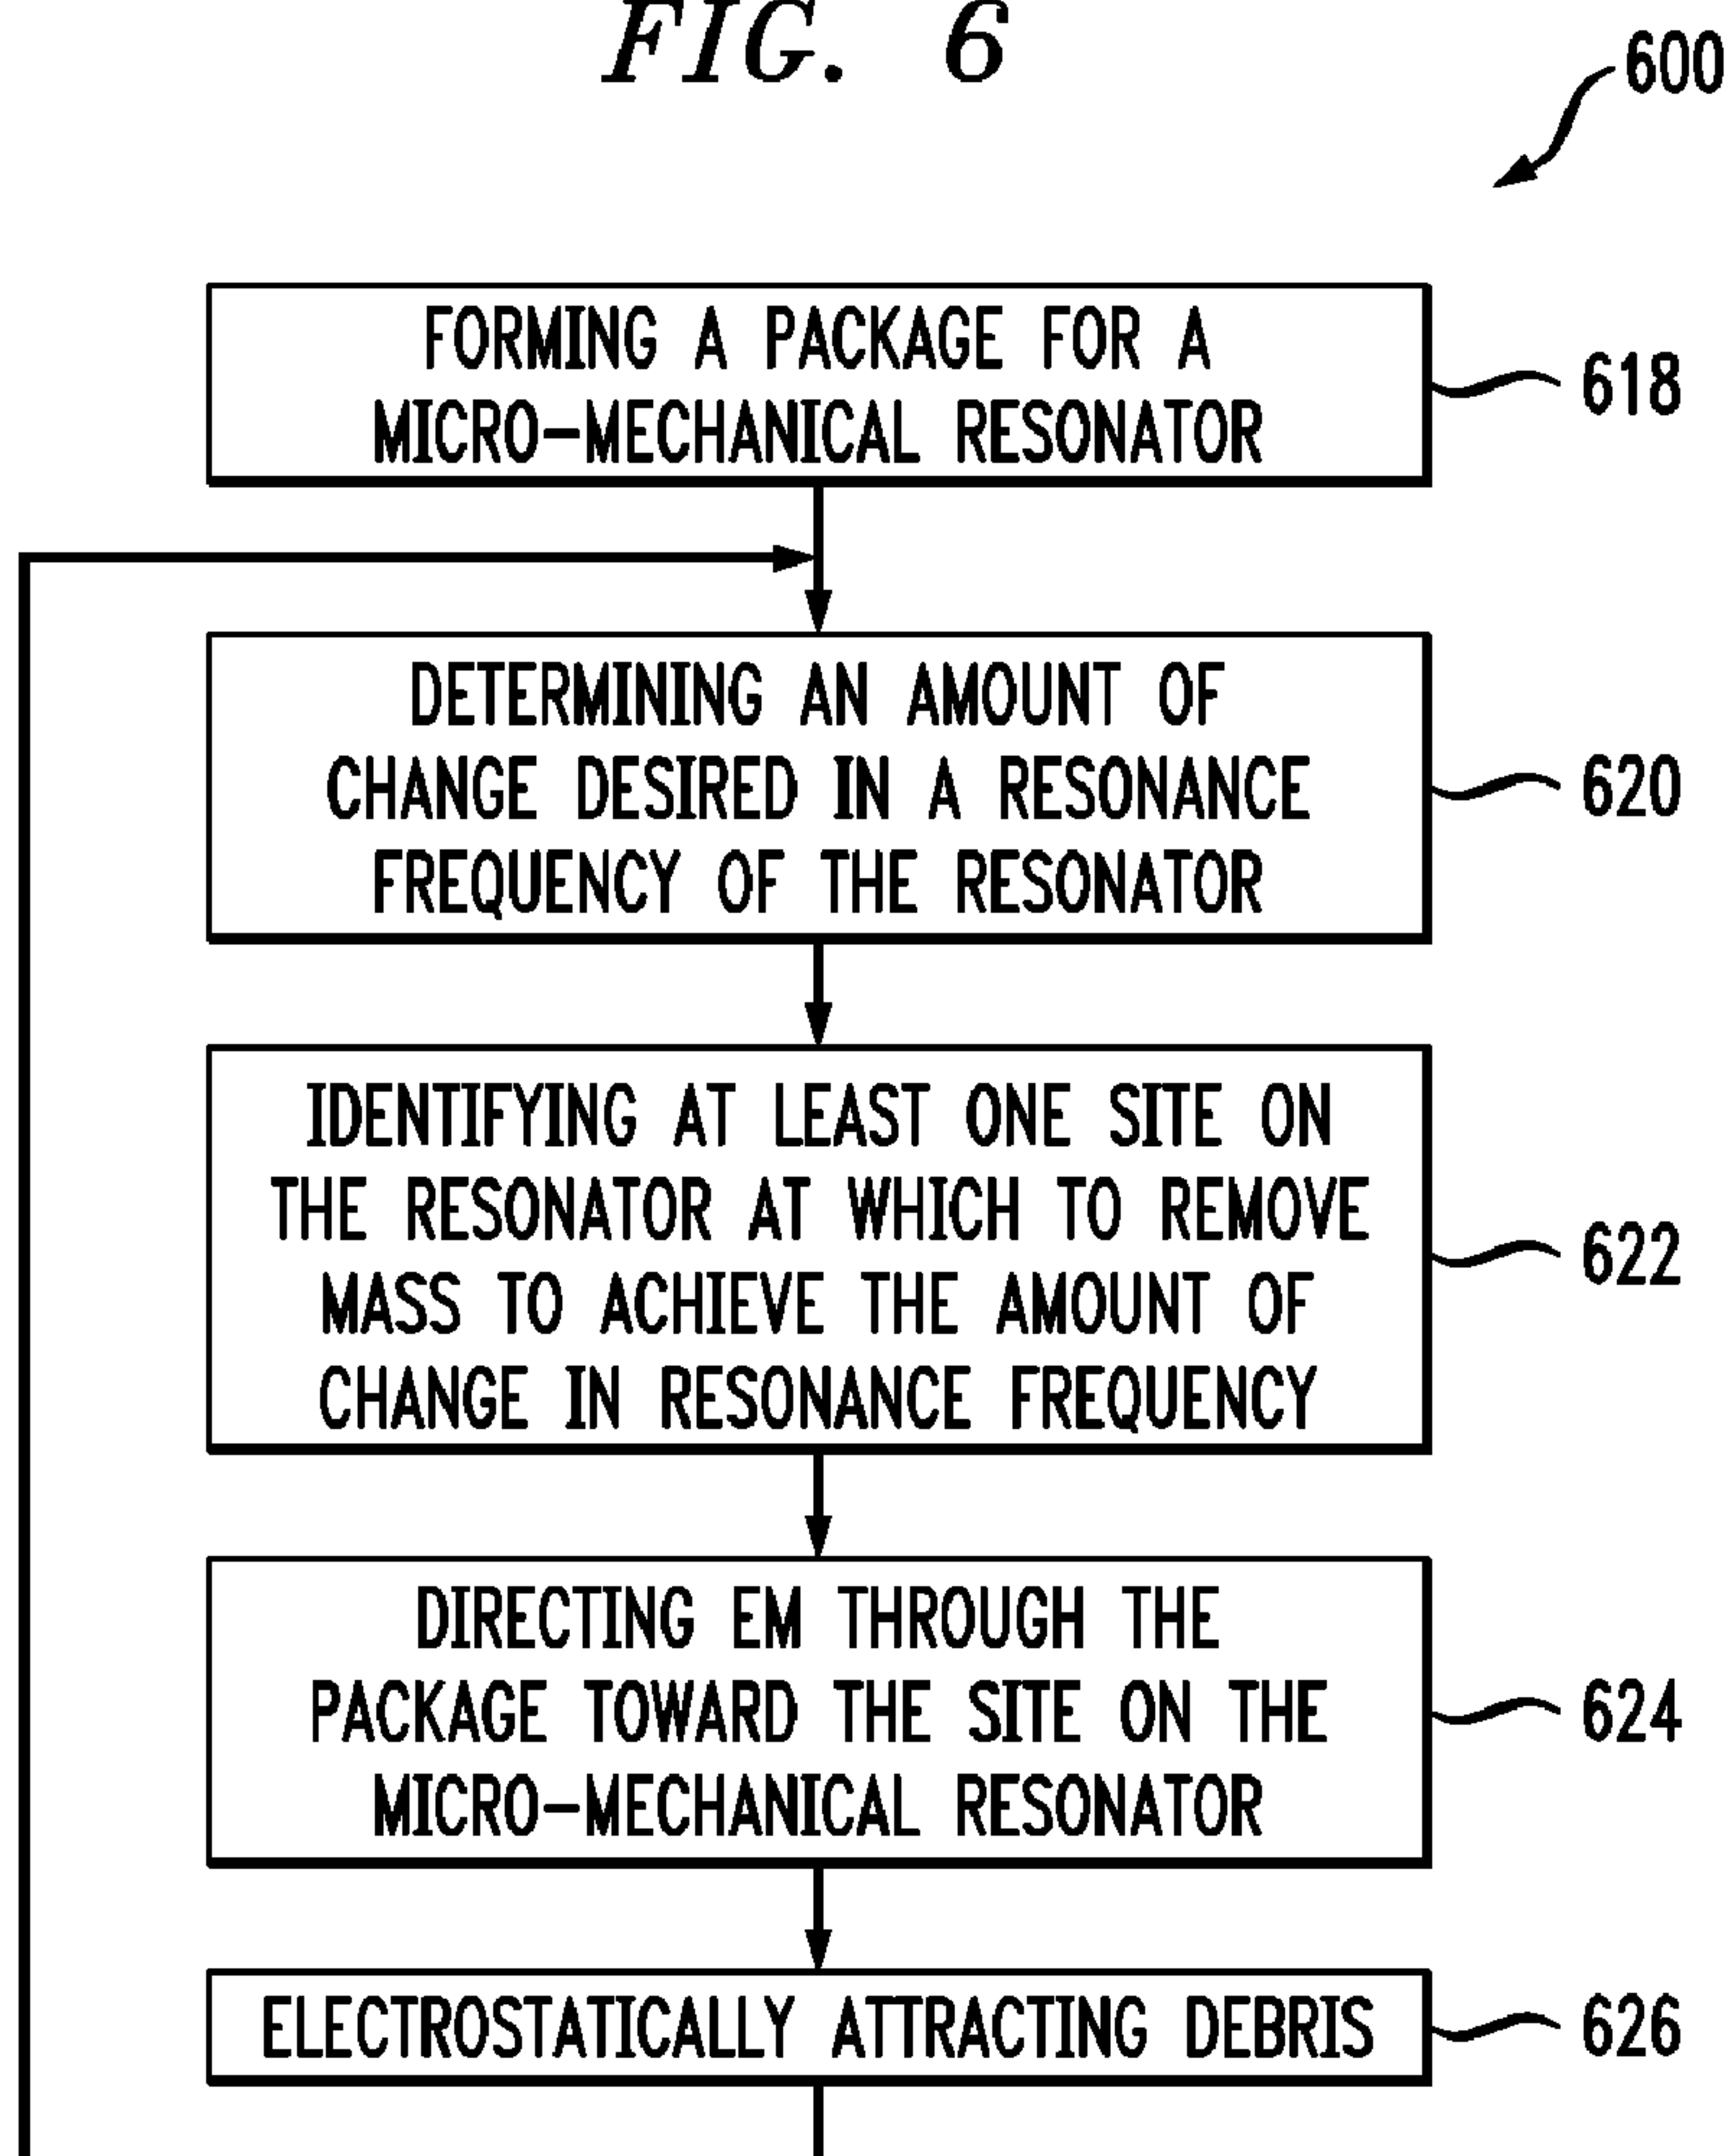 FIG. 6
600
FORMING A PACKAGE FOR A
MICRO-MECHANICAL RESONATOR
618
DETERMINING AN AMOUNT OF
CHANGE DESIRED IN A RESONANCE
FREQUENCY OF THE RESONATOR
620
IDENTIFYING AT LEAST ONE SITE ON
THE RESONATOR AT WHICH TO REMOVE
MASS TO ACHIEVE THE AMOUNT OF
CHANGE IN RESONANCE FREQUENCY
622
DIRECTING EM THROUGH THE
PACKAGE TOWARD THE SITE ON THE
MICRO-MECHANICAL RESONATOR
624
ELECTROSTATICALLY ATTRACTING DEBRIS
626